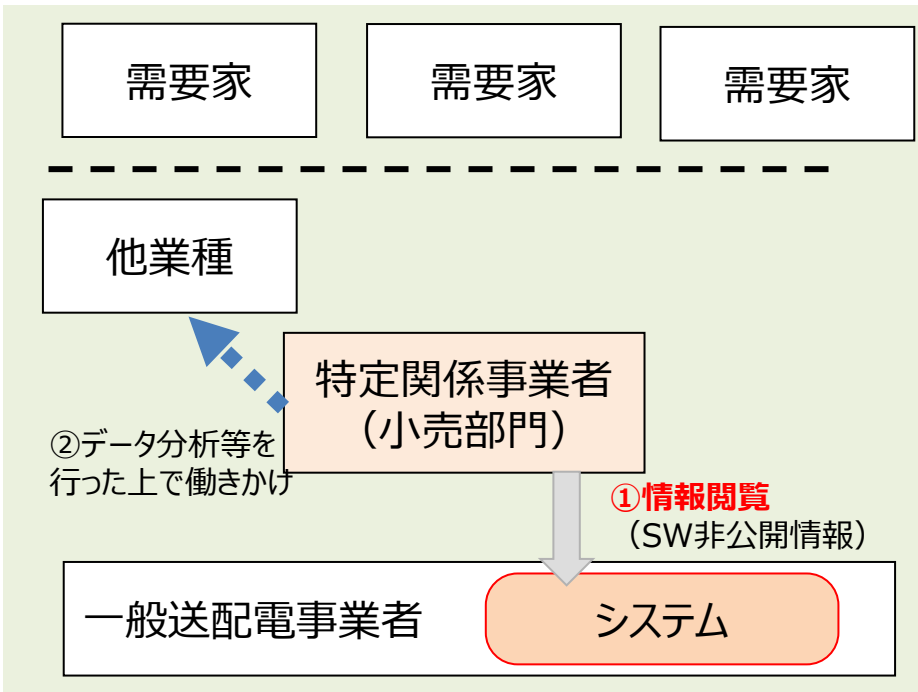 需要家
需要家
需要家
他業種
特定関係事業者
（小売部門）
②データ分析等を
行った上で働きかけ
①情報閲覧
（SW非公開情報）
一般送配電事業者
システム